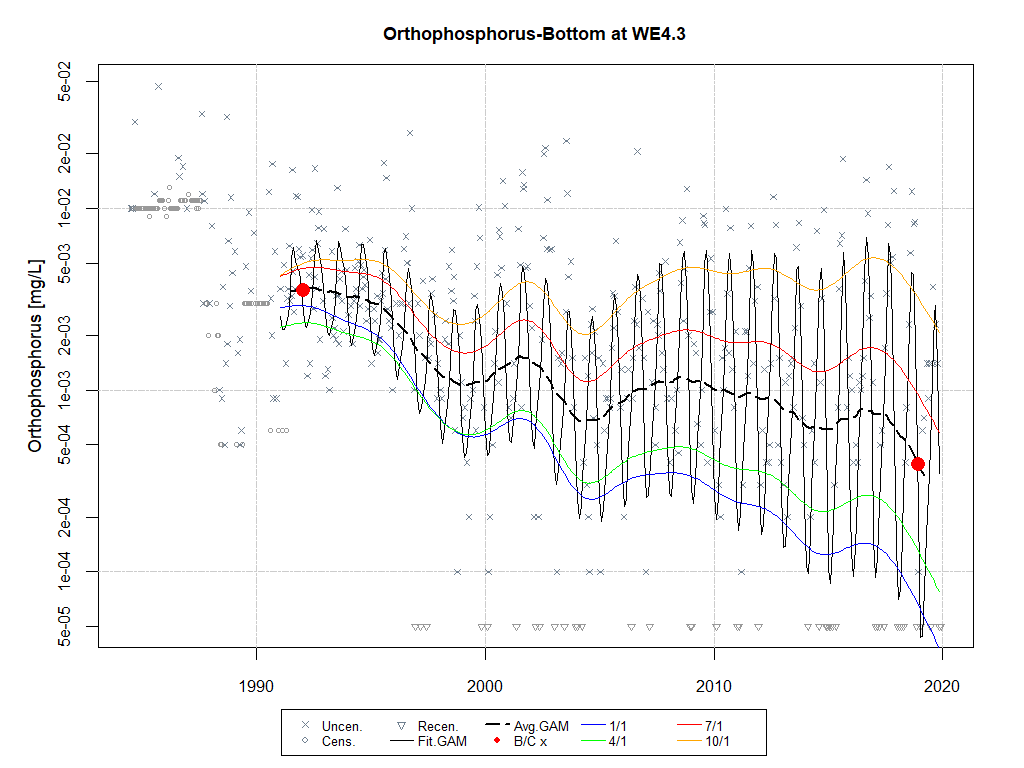 Orthophosphorus-Bottom at WE4.3
Orthophosphorus [mg/L]
5e-02
2e-02
1e-02
5e-03
2e-03
1e-03
5e-04
2e-04
1e-04
5e-05
1990 2000 2010 2020
Uncen. Recen. Avg.GAM 1/1 7/1
Cens. Fit.GAM B/C x 4/1 10/1